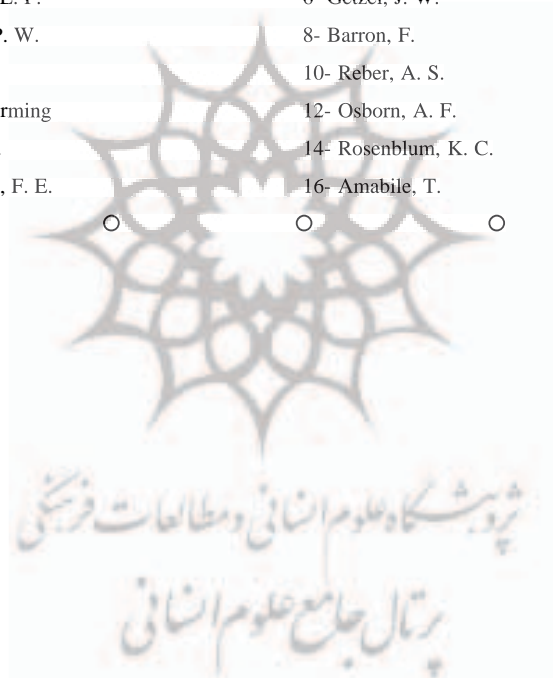 P. W.
8- Barron, F.
10- Reber, A. S.
rming
12- Osborn, A. F.
14- Rosenblum, K. C.
, F. E.
16- Amabile, T.
پژوهشگاه علوم انسانی و مطالعات فرهنگی
پرتال جامع علوم انسانی